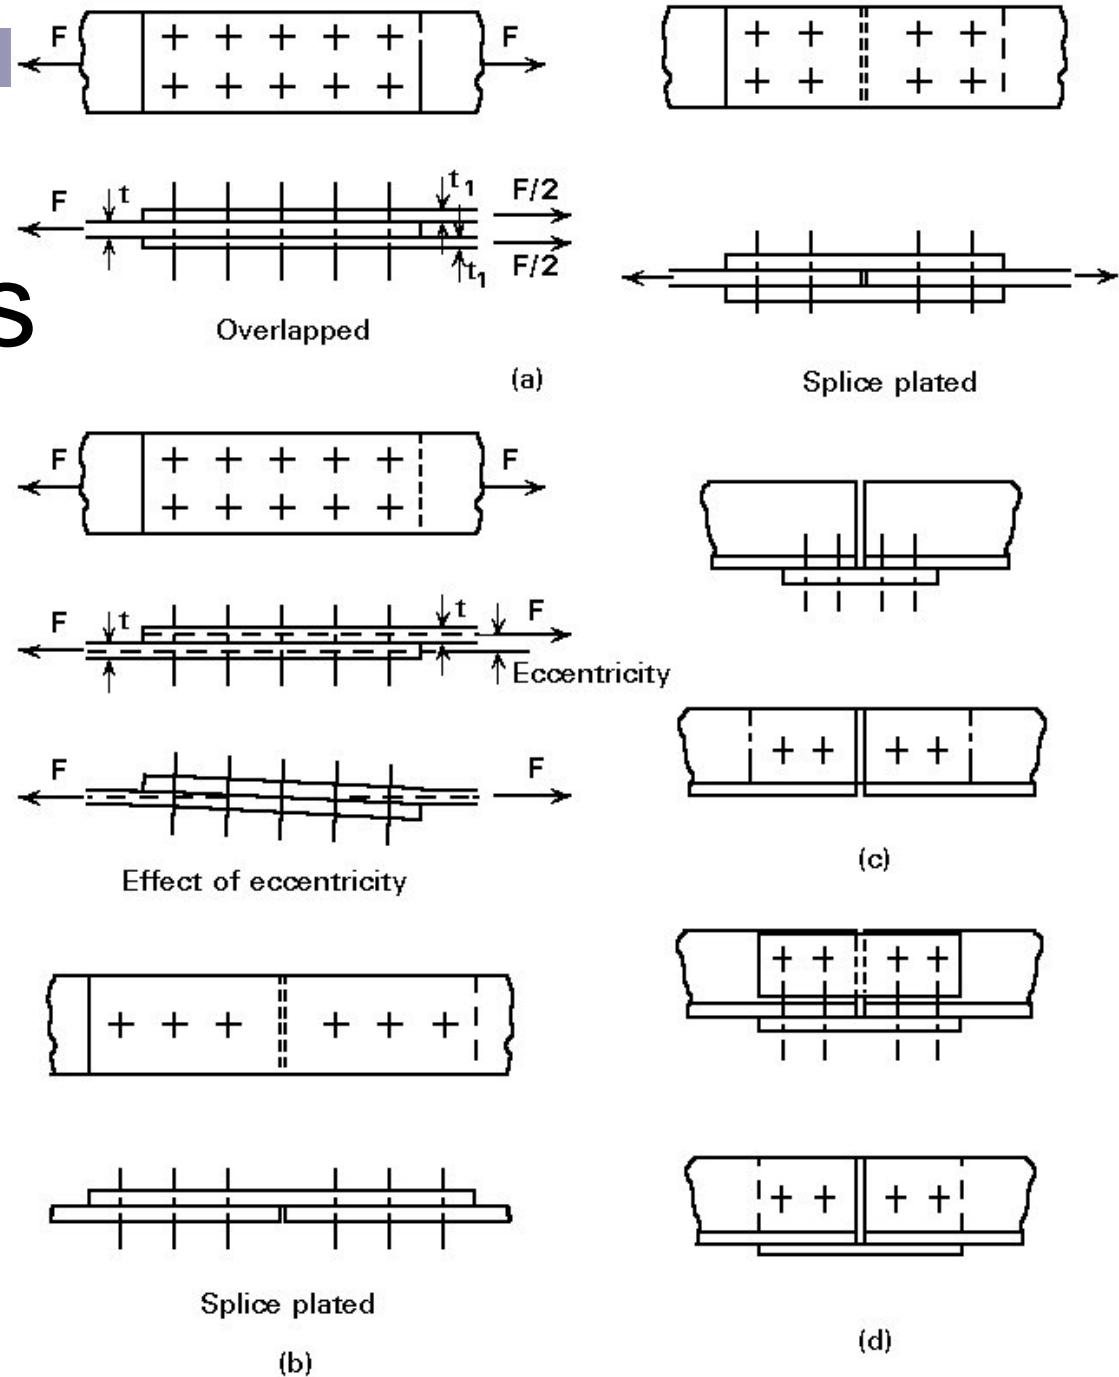 F
F
t
t1
F
F/2
F/2
t1
s
Overlapped
(a)
Splice plated
F
F
F
t
t
F
Eccentricity
F
F
Effect of eccentricity
(c)
Splice plated
(b)
(d)